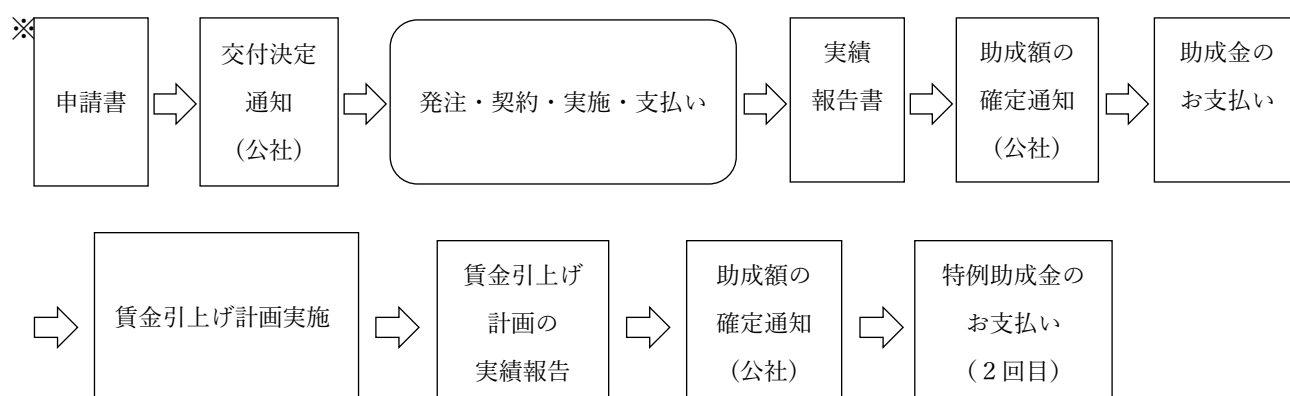 ※
申請書
交付決定
通知
(公社)
発注・契約・実施・支払い
実績
報告書
助成額の
確定通知
(公社)
助成金の
お支払い
賃金引上げ計画実施
賃金引上げ
計画の
実績報告
助成額の
確定通知
(公社)
特例助成金の
お支払い
(２回目)